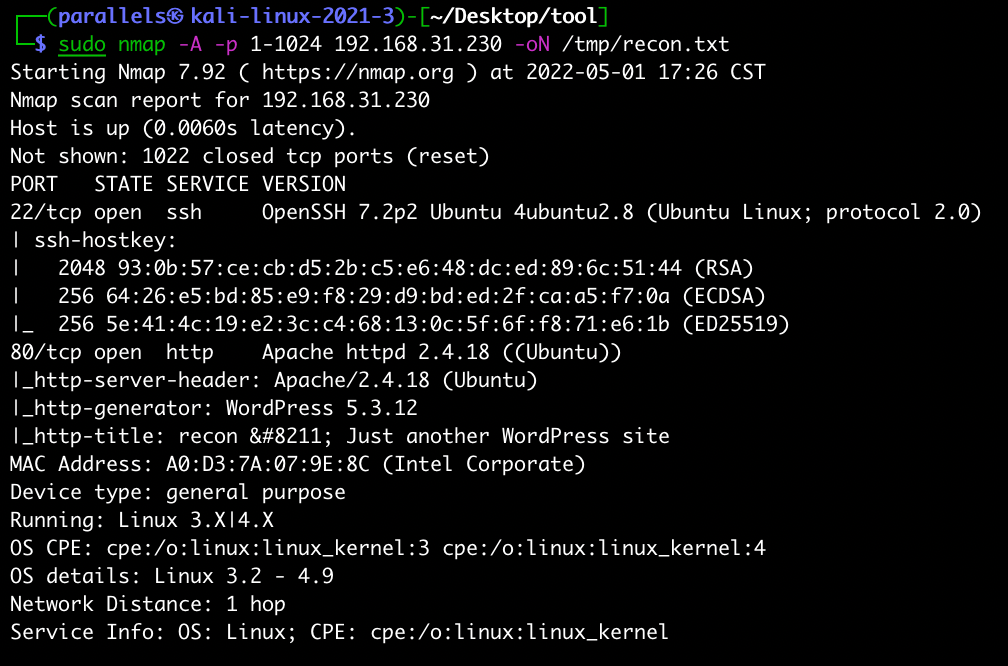 ┌──(parallels㉿kali-linux-2021-3)-[~/Desktop/tool]
└─$ sudo nmap -A -p 1-1024 192.168.31.230 -oN /tmp/recon.txt
Starting Nmap 7.92 ( https://nmap.org ) at 2022-05-01 17:26 CST
Nmap scan report for 192.168.31.230
Host is up (0.0060s latency).
Not shown: 1022 closed tcp ports (reset)
PORT   STATE SERVICE VERSION
22/tcp open  ssh     OpenSSH 7.2p2 Ubuntu 4ubuntu2.8 (Ubuntu Linux; protocol 2.0)
| ssh-hostkey:
|   2048 93:0b:57:ce:cb:d5:2b:c5:e6:48:dc:ed:89:6c:51:44 (RSA)
|   256 64:26:e5:bd:85:e9:f8:29:d9:bd:ed:2f:ca:a5:f7:0a (ECDSA)
|_  256 5e:41:4c:19:e2:3c:c4:68:13:0c:5f:6f:f8:71:e6:1b (ED25519)
80/tcp open  http    Apache httpd 2.4.18 ((Ubuntu))
|_http-server-header: Apache/2.4.18 (Ubuntu)
|_http-generator: WordPress 5.3.12
|_http-title: recon &#8211; Just another WordPress site
MAC Address: A0:D3:7A:07:9E:8C (Intel Corporate)
Device type: general purpose
Running: Linux 3.X|4.X
OS CPE: cpe:/o:linux:linux_kernel:3 cpe:/o:linux:linux_kernel:4
OS details: Linux 3.2 - 4.9
Network Distance: 1 hop
Service Info: OS: Linux; CPE: cpe:/o:linux:linux_kernel